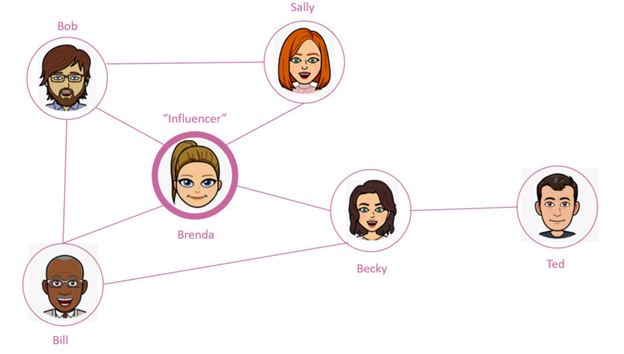 Sally
Bob
“Influencer”
Brenda
Becky
Ted
Bill